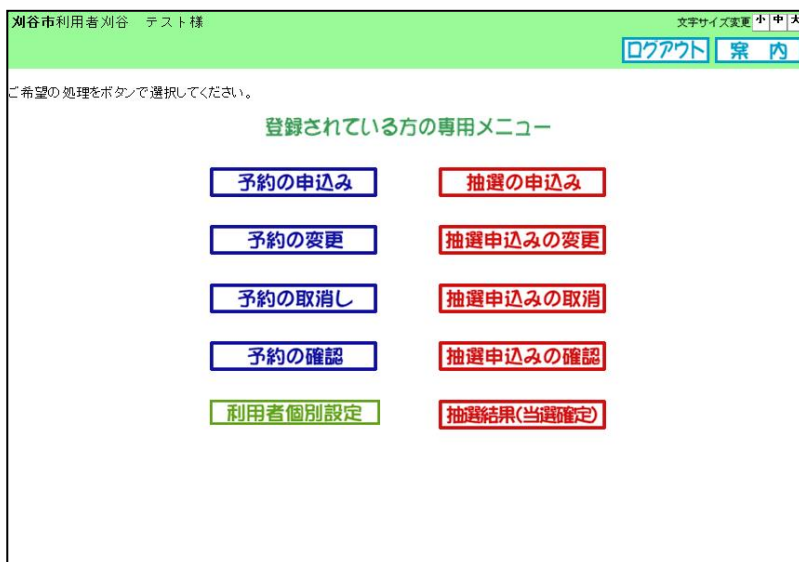 刈谷市利用者刈谷　テスト様
文字サイズ変更 小 中 大
ログアウト 案　内
ご希望の処理をボタンで選択してください。
登録されている方の専用メニュー
予約の申込み 抽選の申込み
予約の変更 抽選申込みの変更
予約の取消し 抽選申込みの取消
予約の確認 抽選申込みの確認
利用者個別設定 抽選結果(当選確定)